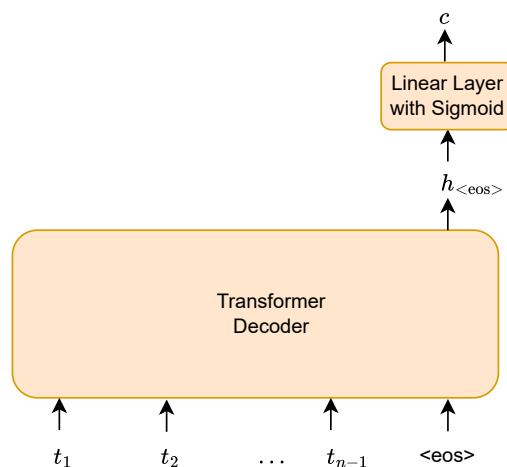 c
Linear Layer
with Sigmoid
h<eos>
Transformer
Decoder
t1 t2 ... tn−1 <eos>